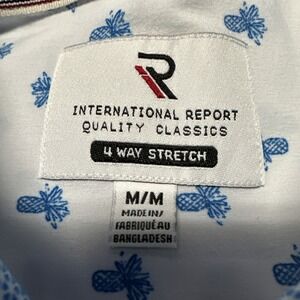 R
INTERNATIONAL REPORT
QUALITY CLASSICS
4 WAY STRETCH
M/M
MADE IN/
FABRIQUÉ AU
BANGLADESH